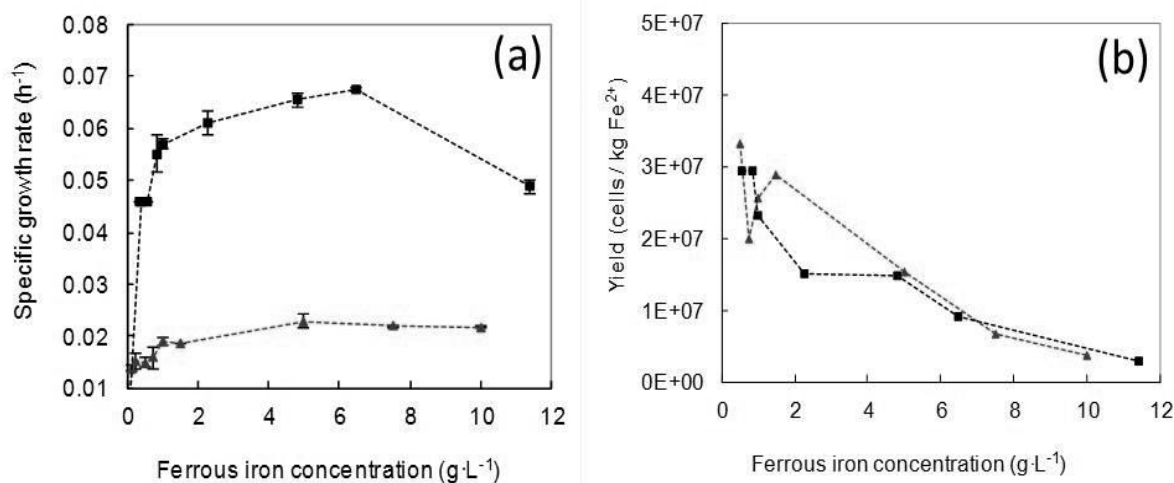 (a)
Specific growth rate (h⁻¹)
0.08
0.07
0.06
0.05
0.04
0.03
0.02
0.01
0 2 4 6 8 10 12
Ferrous iron concentration (g·L⁻¹)
(b)
Yield (cells / kg Fe²⁺)
5E+07
4E+07
3E+07
2E+07
1E+07
0E+00
0 2 4 6 8 10 12
Ferrous iron concentration (g·L⁻¹)